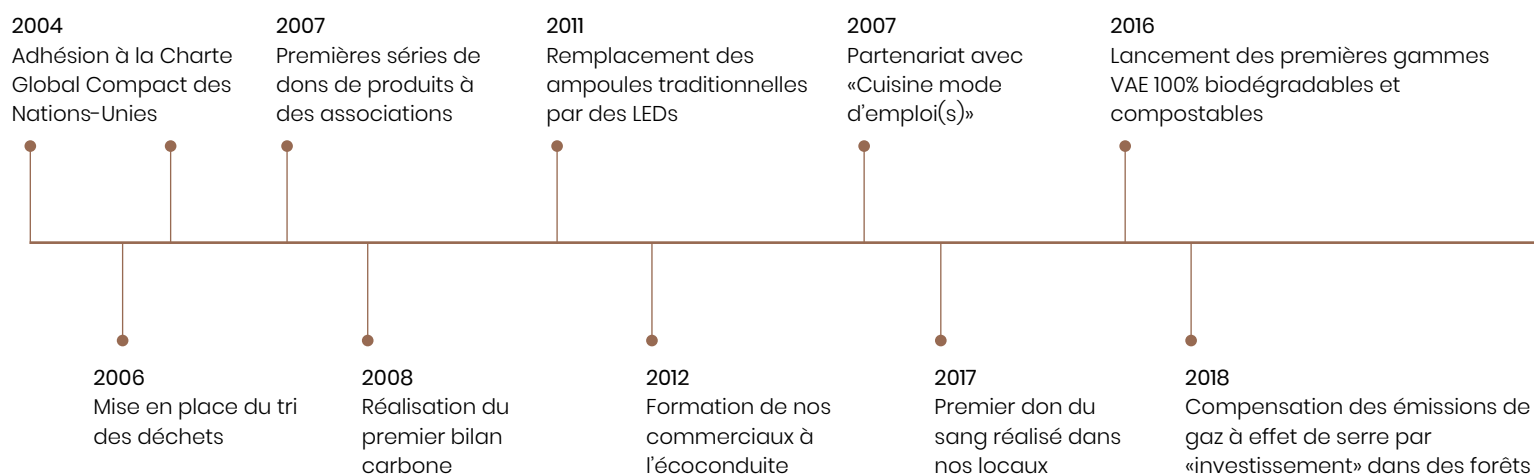 2004
Adhésion à la Charte
Global Compact des
Nations-Unies
2007
Premières séries de
dons de produits à
des associations
2011
Remplacement des
ampoules traditionnelles
par des LEDs
2007
Partenariat avec
«Cuisine mode
d’emploi(s)»
2016
Lancement des premières gammes
VAE 100% biodégradables et
compostables
2006
Mise en place du tri
des déchets
2008
Réalisation du
premier bilan
carbone
2012
Formation de nos
commerciaux à
l’écoconduite
2017
Premier don du
sang réalisé dans
nos locaux
2018
Compensation des émissions de
gaz à effet de serre par
«investissement» dans des forêts